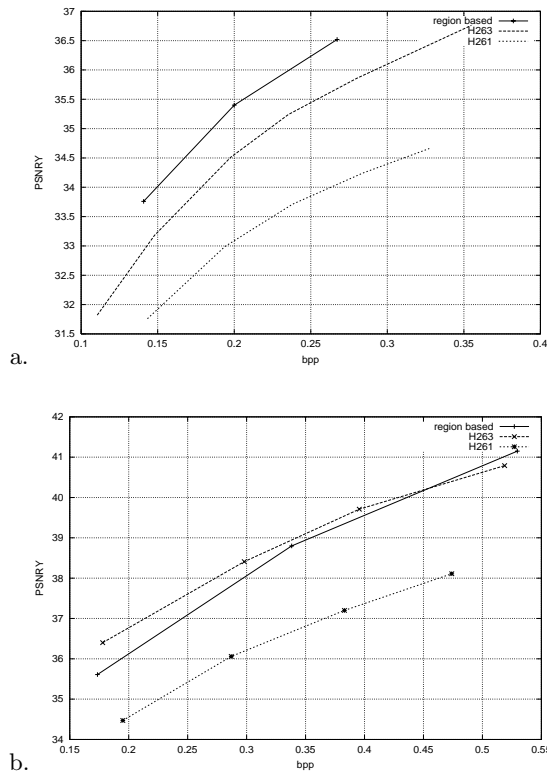 37
36.5
36
35.5
35
34.5
34
33.5
33
32.5
32
31.5
PSNRY
region based
H263
H261
0.1 0.15 0.2 0.25 0.3 0.35 0.4
bpp
a.
42
41
40
39
38
37
36
35
34
PSNRY
region based
H263
H261
0.15 0.2 0.25 0.3 0.35 0.4 0.45 0.5 0.55
bpp
b.